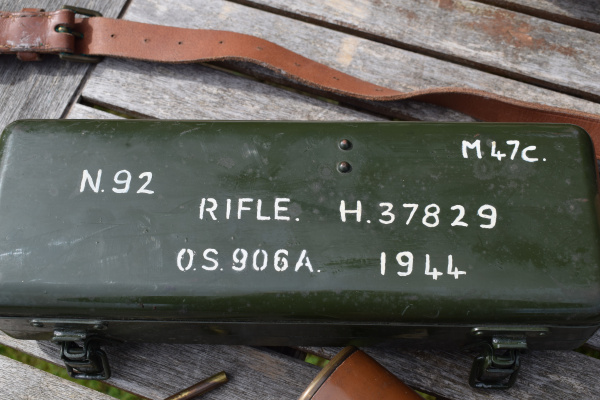 M47C.
N.92
RIFLE. H.37829
O.S.906A. 1944